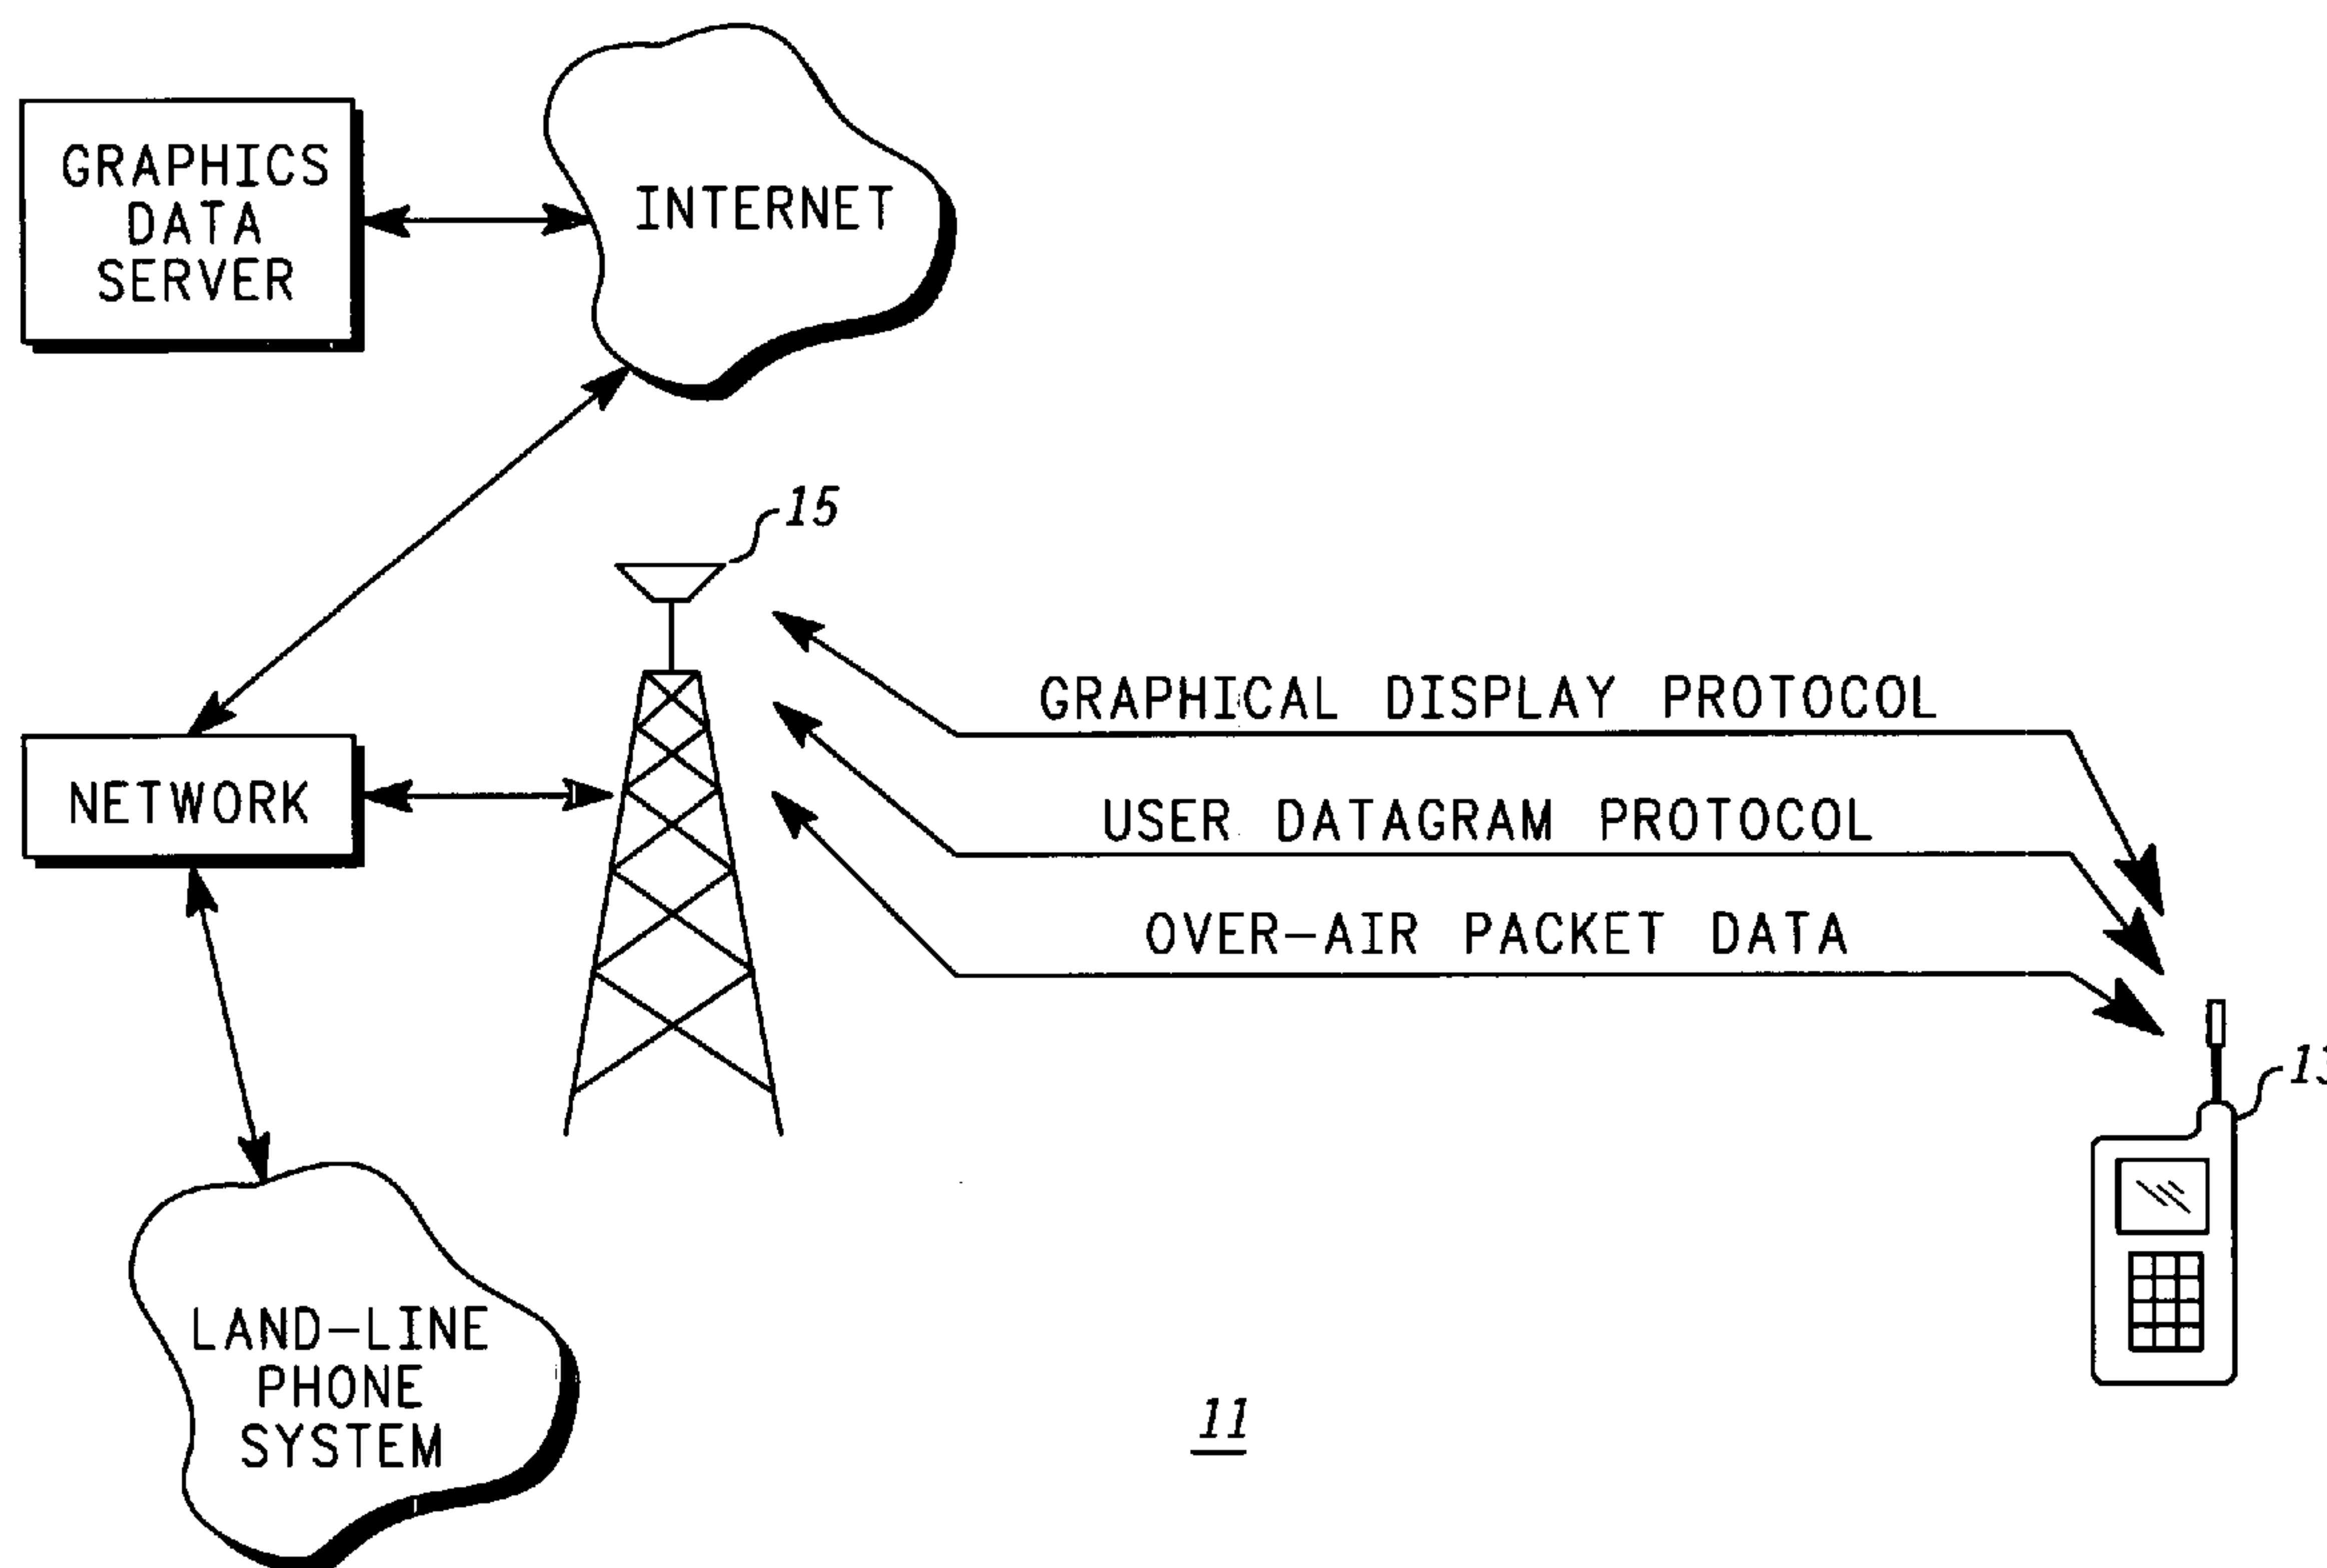 GRAPHICS
DATA
SERVER
INTERNET
15
GRAPHICAL DISPLAY PROTOCOL
NETWORK
USER DATAGRAM PROTOCOL
OVER-AIR PACKET DATA
13
LAND-LINE
PHONE
SYSTEM
11